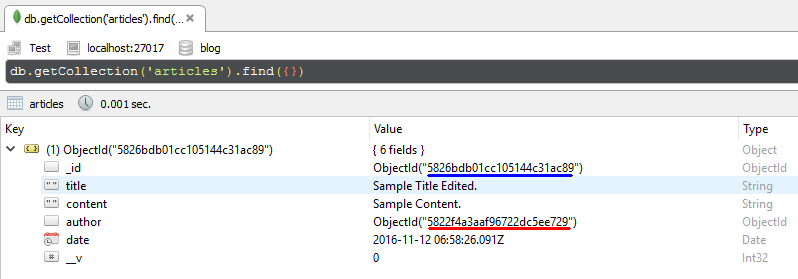 db.getCollection('articles').find(...
Test localhost:27017 blog
db.getCollection('articles').find({})
articles 0.001 sec.
Key Value Type
(1) ObjectId("5826bdb01cc105144c31ac89") { 6 fields } Object
_id ObjectId("5826bdb01cc105144c31ac89") ObjectId
"" title Sample Title Edited. String
"" content Sample Content. String
author ObjectId("5822f4a3aaf96722dc5ee729") ObjectId
date 2016-11-12 06:58:26.091Z Date
# __v 0 Int32